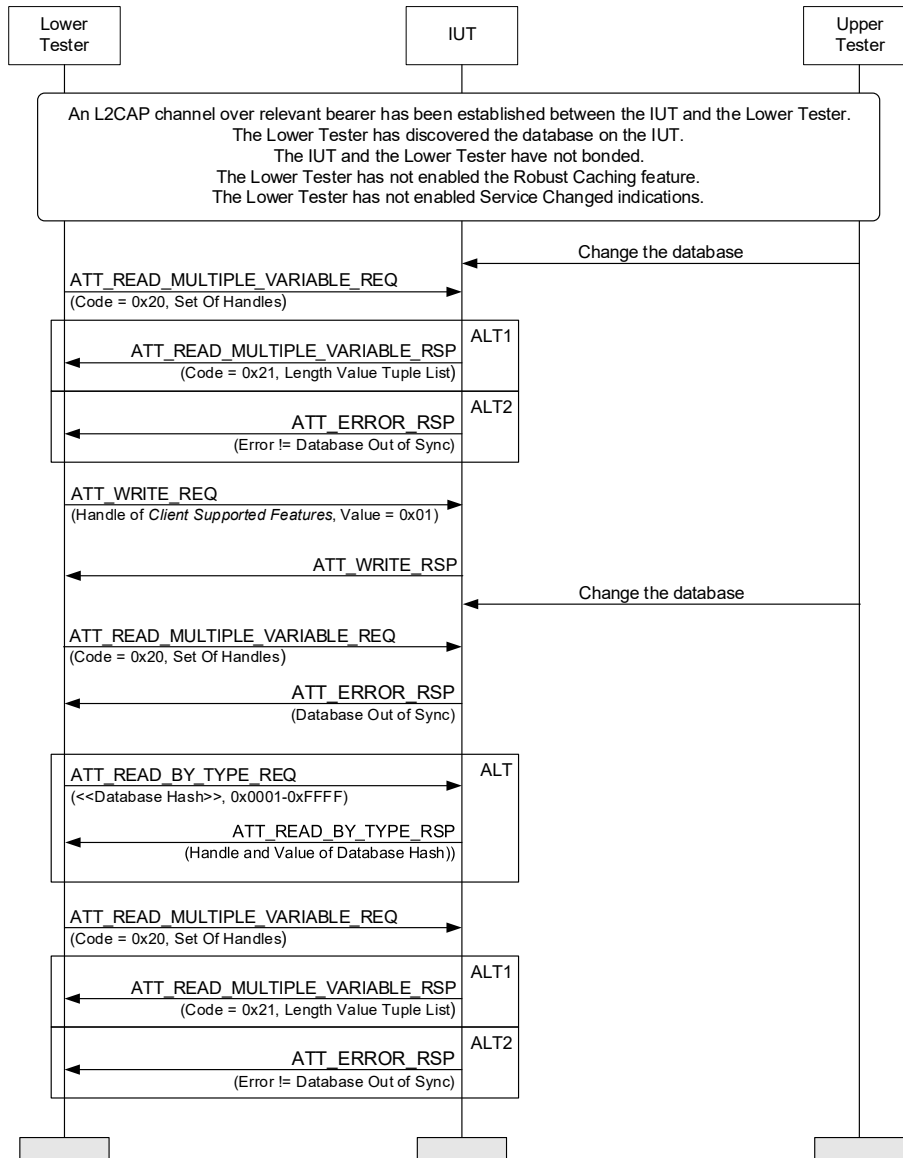 Lower
Tester
IUT
Upper
Tester
An L2CAP channel over relevant bearer has been established between the IUT and the Lower Tester.
The Lower Tester has discovered the database on the IUT.
The IUT and the Lower Tester have not bonded.
The Lower Tester has not enabled the Robust Caching feature.
The Lower Tester has not enabled Service Changed indications.
Change the database
ATT_READ_MULTIPLE_VARIABLE_REQ
(Code = 0x20, Set Of Handles)
ALT1
ATT_READ_MULTIPLE_VARIABLE_RSP
(Code = 0x21, Length Value Tuple List)
ALT2
ATT_ERROR_RSP
(Error != Database Out of Sync)
ATT_WRITE_REQ
(Handle of Client Supported Features, Value = 0x01)
ATT_WRITE_RSP
Change the database
ATT_READ_MULTIPLE_VARIABLE_REQ
(Code = 0x20, Set Of Handles)
ATT_ERROR_RSP
(Database Out of Sync)
ALT
ATT_READ_BY_TYPE_REQ
(<<Database Hash>>, 0x0001-0xFFFF)
ATT_READ_BY_TYPE_RSP
(Handle and Value of Database Hash))
ATT_READ_MULTIPLE_VARIABLE_REQ
(Code = 0x20, Set Of Handles)
ALT1
ATT_READ_MULTIPLE_VARIABLE_RSP
(Code = 0x21, Length Value Tuple List)
ALT2
ATT_ERROR_RSP
(Error != Database Out of Sync)